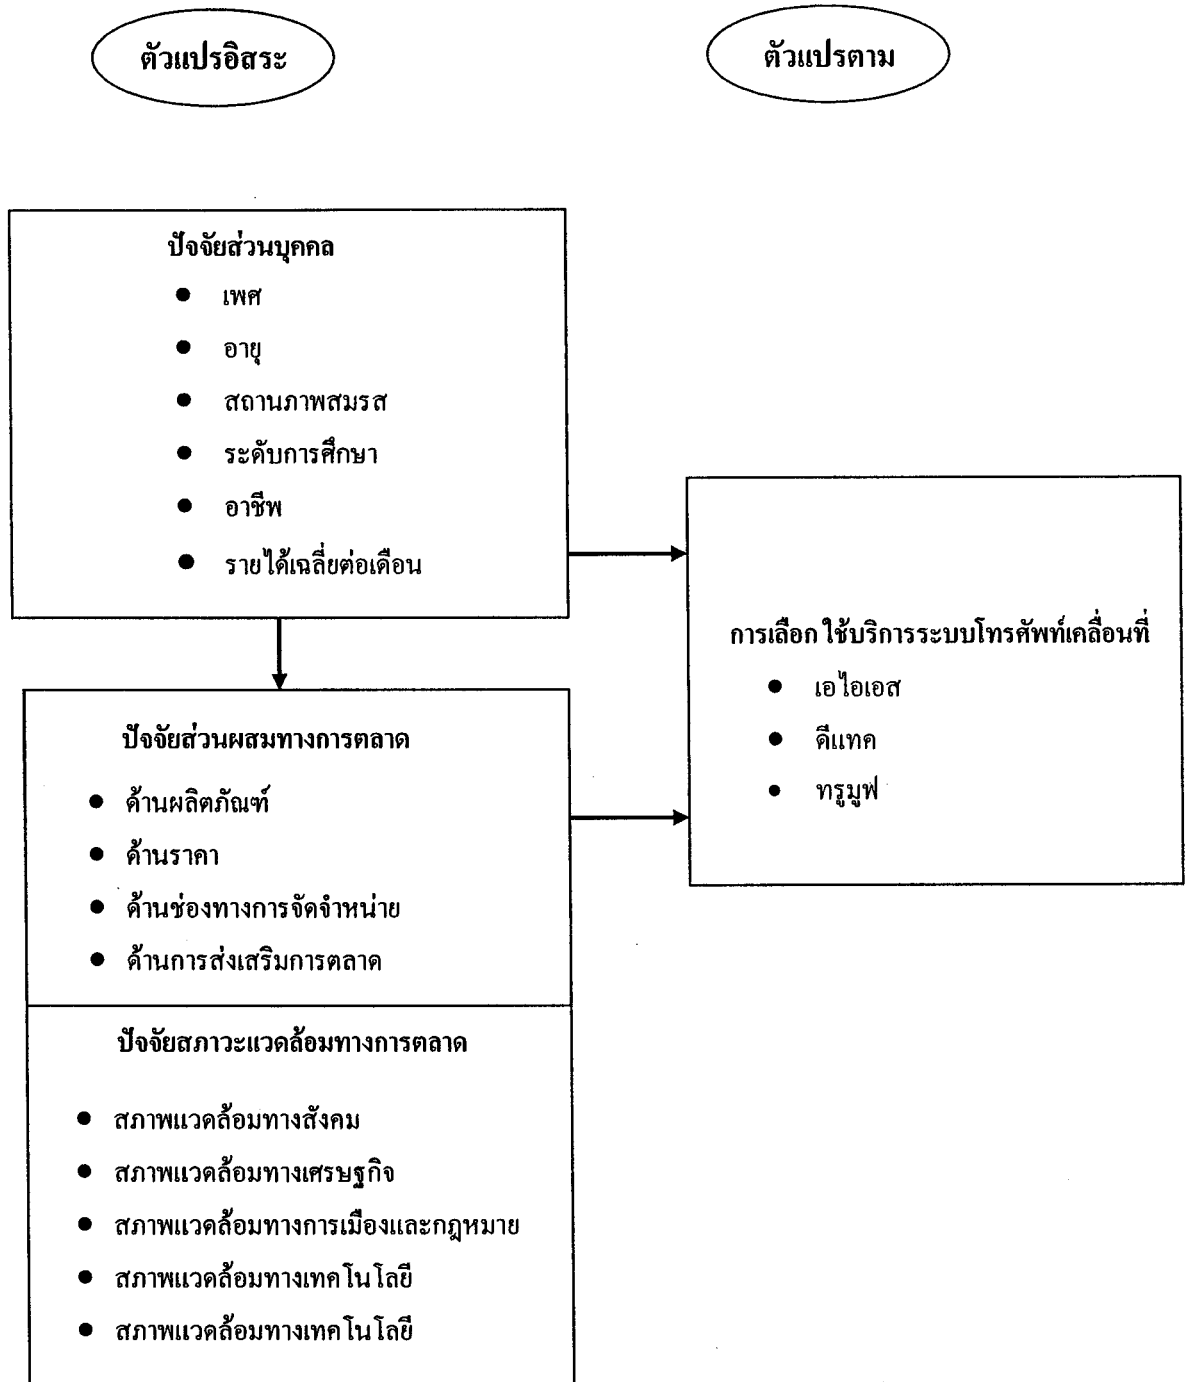 ตัวแปรอิสระ
ตัวแปรตาม
ปัจจัยส่วนบุคคล
● เพศ
● อายุ
● สถานภาพสมรส
● ระดับการศึกษา
● อาชีพ
● รายได้เฉลี่ยต่อเดือน
การเลือกใช้บริการระบบโทรศัพท์เคลื่อนที่
● เอไอเอส
● ดีแทค
● ทรูมูฟ
ปัจจัยส่วนผสมทางการตลาด
● ด้านผลิตภัณฑ์
● ด้านราคา
● ด้านช่องทางการจัดจำหน่าย
● ด้านการส่งเสริมการตลาด
ปัจจัยสภาวะแวดล้อมทางการตลาด
● สภาพแวดล้อมทางสังคม
● สภาพแวดล้อมทางเศรษฐกิจ
● สภาพแวดล้อมทางการเมืองและกฎหมาย
● สภาพแวดล้อมทางเทคโนโลยี
● สภาพแวดล้อมทางเทคโนโลยี